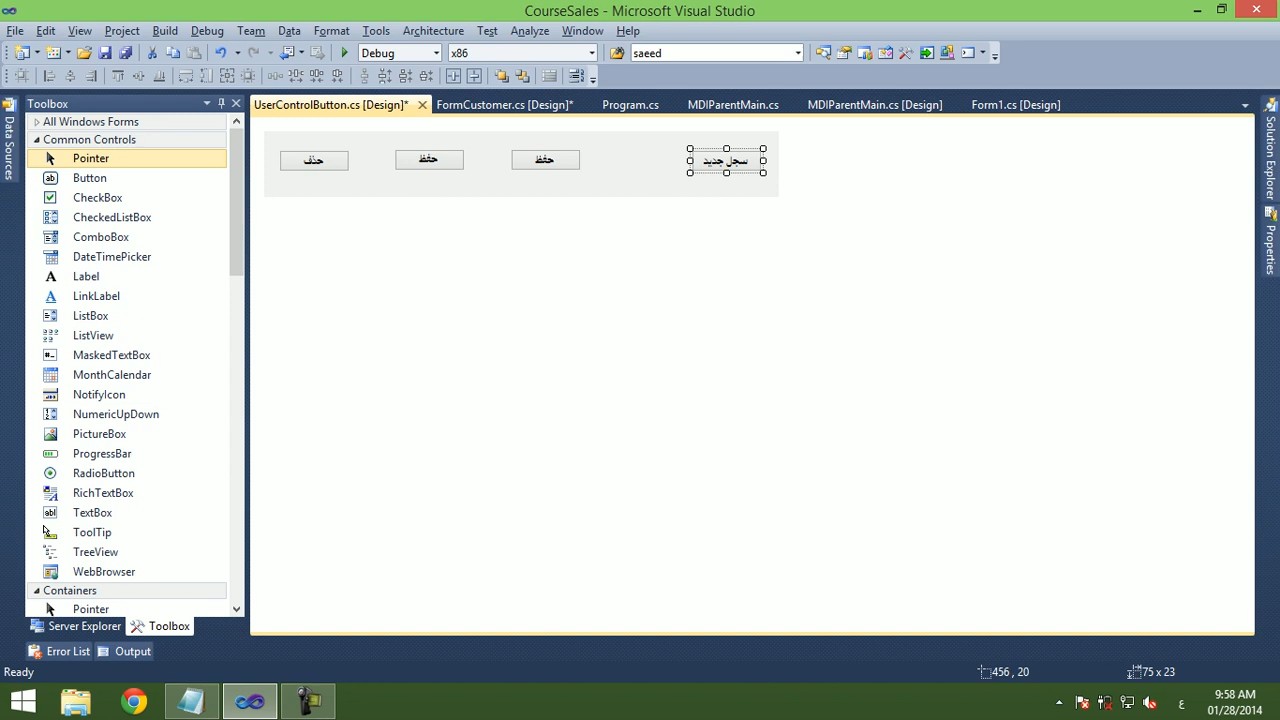 CourseSales - Microsoft Visual Studio
File Edit View Project Build Debug Team Data Format Tools Architecture Test Analyze Window Help
Debug x86 saeed
Toolbox
UserControlButton.cs [Design]* FormCustomer.cs [Design]* Program.cs MDIParentMain.cs MDIParentMain.cs [Design] Form1.cs [Design]
Data Sources
All Windows Forms
Common Controls
Pointer
Button
CheckBox
CheckedListBox
ComboBox
DateTimePicker
Label
LinkLabel
ListBox
ListView
MaskedTextBox
MonthCalendar
NotifyIcon
NumericUpDown
PictureBox
ProgressBar
RadioButton
RichTextBox
TextBox
ToolTip
TreeView
WebBrowser
Containers
Pointer
حذف حفظ حفظ سجل جديد
Solution Explorer
Properties
Server Explorer Toolbox
Error List Output
Ready 456 , 20 75 x 23
ع 9:58 AM
01/28/2014